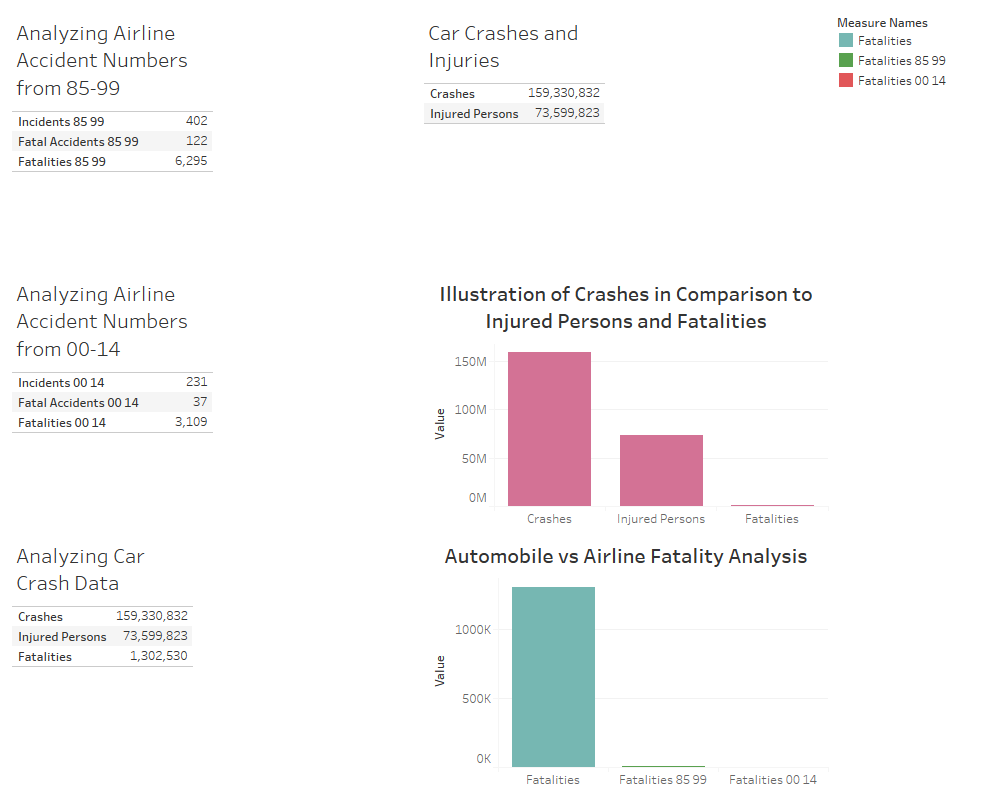 Analyzing Airline
Accident Numbers
from 85-99
Incidents 85 99 402
Fatal Accidents 85 99 122
Fatalities 85 99 6,295
Car Crashes and
Injuries
Crashes 159,330,832
Injured Persons 73,599,823
Measure Names
Fatalities
Fatalities 85 99
Fatalities 00 14
Analyzing Airline
Accident Numbers
from 00-14
Incidents 00 14 231
Fatal Accidents 00 14 37
Fatalities 00 14 3,109
Illustration of Crashes in Comparison to
Injured Persons and Fatalities
Value
150M
100M
50M
0M
Crashes Injured Persons Fatalities
Analyzing Car
Crash Data
Crashes 159,330,832
Injured Persons 73,599,823
Fatalities 1,302,530
Automobile vs Airline Fatality Analysis
Value
1000K
500K
0K
Fatalities Fatalities 85 99 Fatalities 00 14